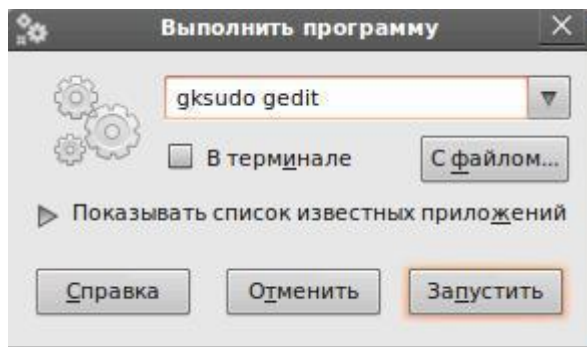 Выполнить программу
gksudo gedit
В терминале
С файлом...
Показывать список известных приложений
Справка
Отменить
Запустить